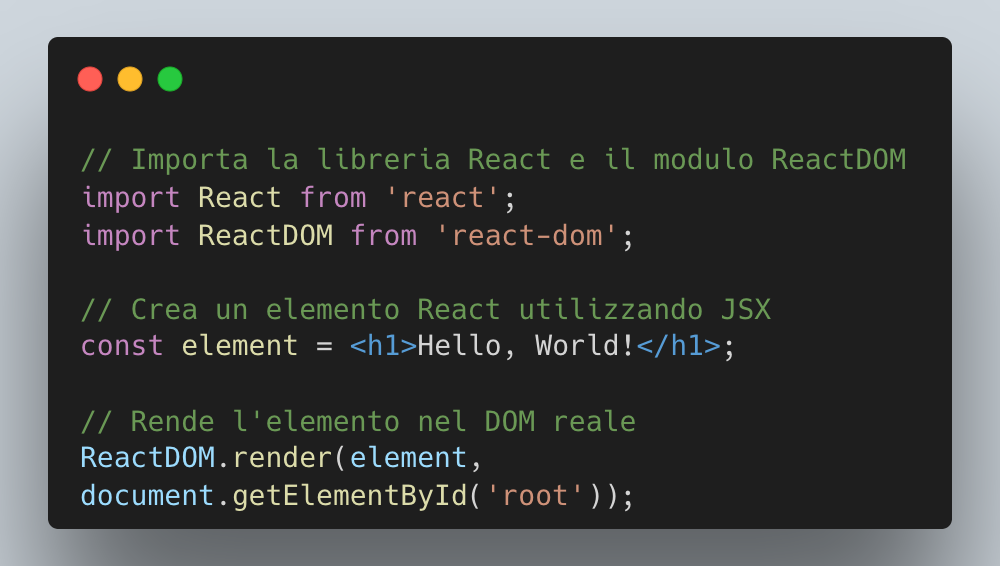 // Importa la libreria React e il modulo ReactDOM
import React from 'react';
import ReactDOM from 'react-dom';
// Crea un elemento React utilizzando JSX
const element = <h1>Hello, World!</h1>;
// Rende l'elemento nel DOM reale
ReactDOM.render(element,
document.getElementById('root'));